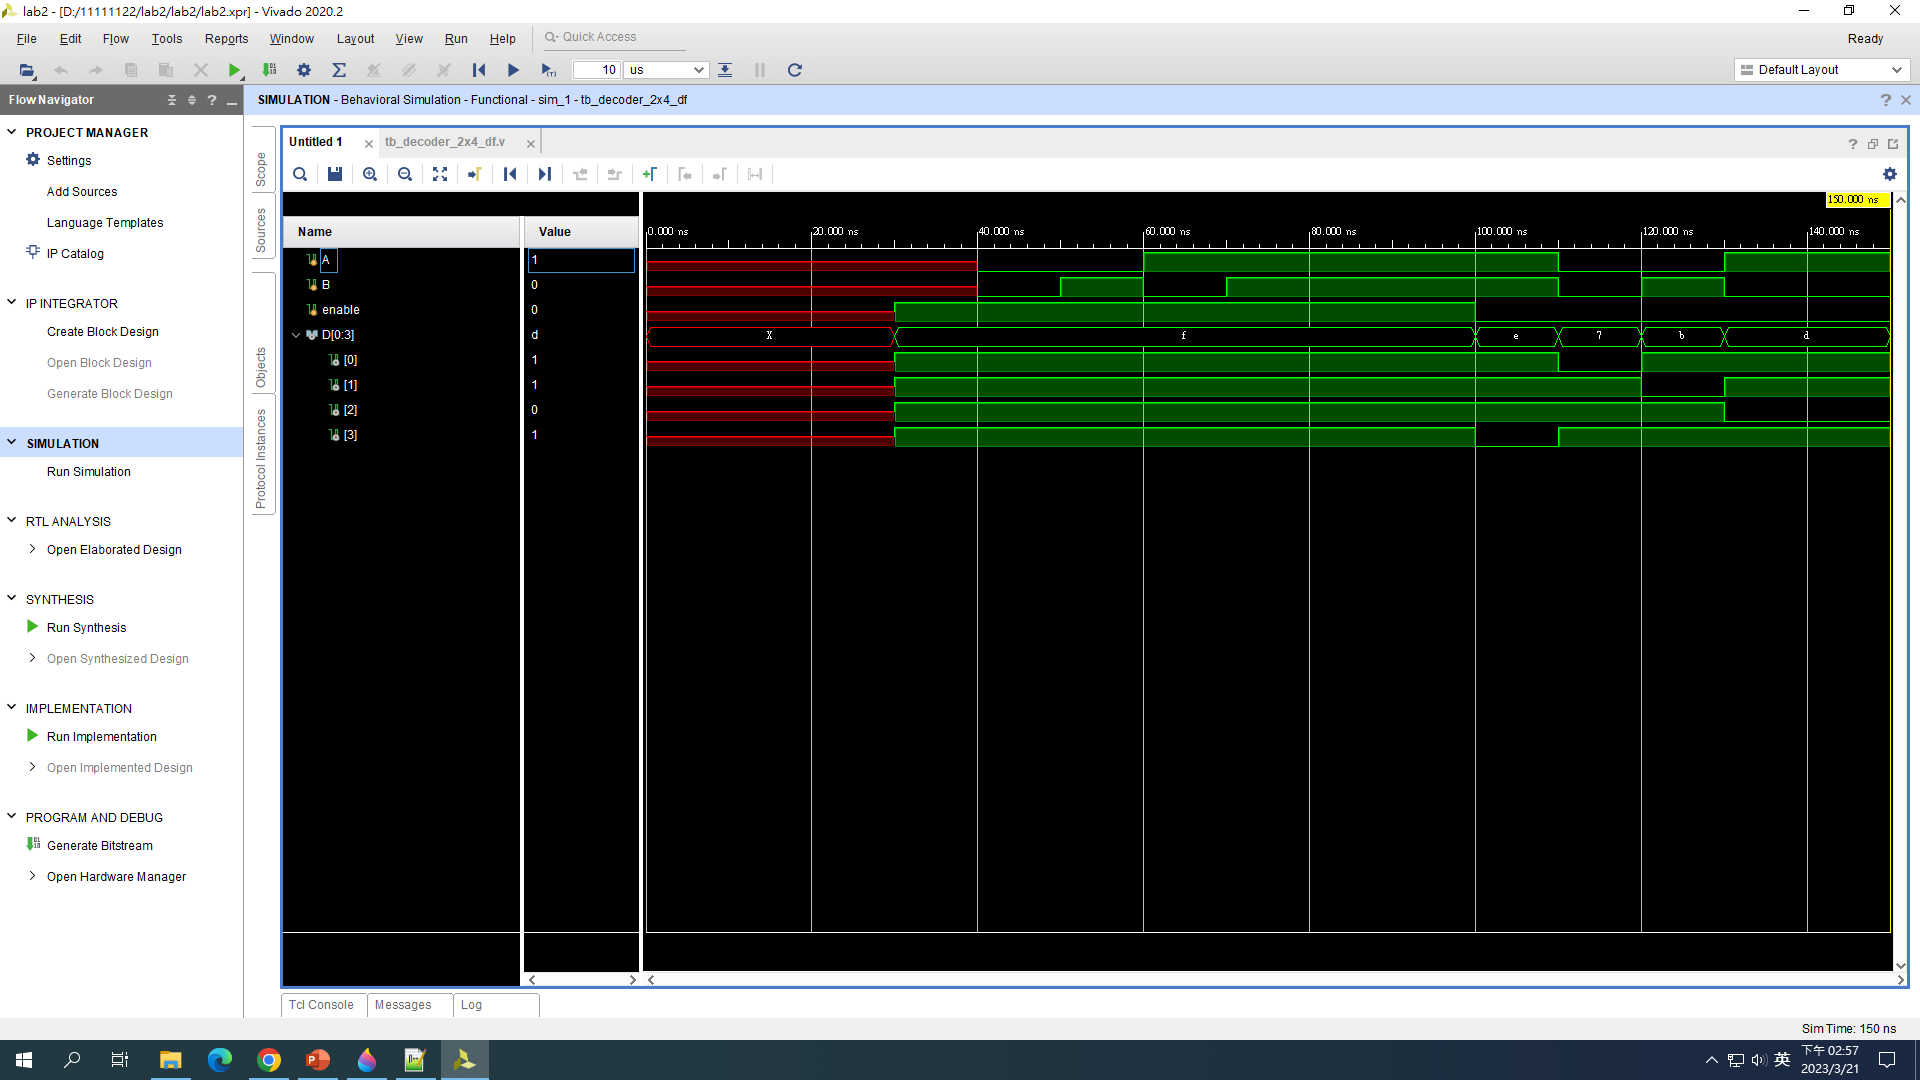 lab2 - [D:/11111122/lab2/lab2/lab2.xpr] - Vivado 2020.2
File Edit Flow Tools Reports Window Layout View Run Help Quick Access Ready
10 us Default Layout
Flow Navigator
SIMULATION - Behavioral Simulation - Functional - sim_1 - tb_decoder_2x4_df
PROJECT MANAGER
Settings
Add Sources
Language Templates
IP Catalog
IP INTEGRATOR
Create Block Design
Open Block Design
Generate Block Design
SIMULATION
Run Simulation
RTL ANALYSIS
Open Elaborated Design
SYNTHESIS
Run Synthesis
Open Synthesized Design
IMPLEMENTATION
Run Implementation
Open Implemented Design
PROGRAM AND DEBUG
Generate Bitstream
Open Hardware Manager
Scope
Sources
Objects
Protocol Instances
Untitled 1 tb_decoder_2x4_df.v
150.000 ns
Name Value 0.000 ns 20.000 ns 40.000 ns 60.000 ns 80.000 ns 100.000 ns 120.000 ns 140.000 ns
A 1
B 0
enable 0
D[0:3] d X f e 7 b d
[0] 1
[1] 1
[2] 0
[3] 1
Tcl Console Messages Log
Sim Time: 150 ns
英 下午 02:57
2023/3/21